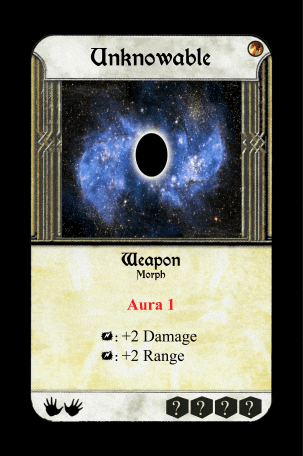 Unknowable
Weapon
Morph
Aura 1
: +2 Damage
: +2 Range
? ? ? ?